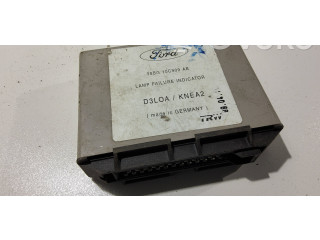 Ford
LAMP FAILURE INDICATOR
D3LOA / KNEA2
( made in GERMANY )
TRW